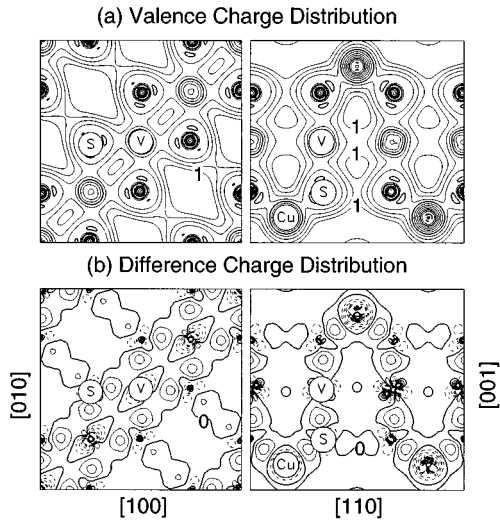 (a) Valence Charge Distribution
S
V
1
S
1
V
1
S
1
Cu
(b) Difference Charge Distribution
[010]
S
V
0
V
S
0
Cu
[001]
[100]
[110]